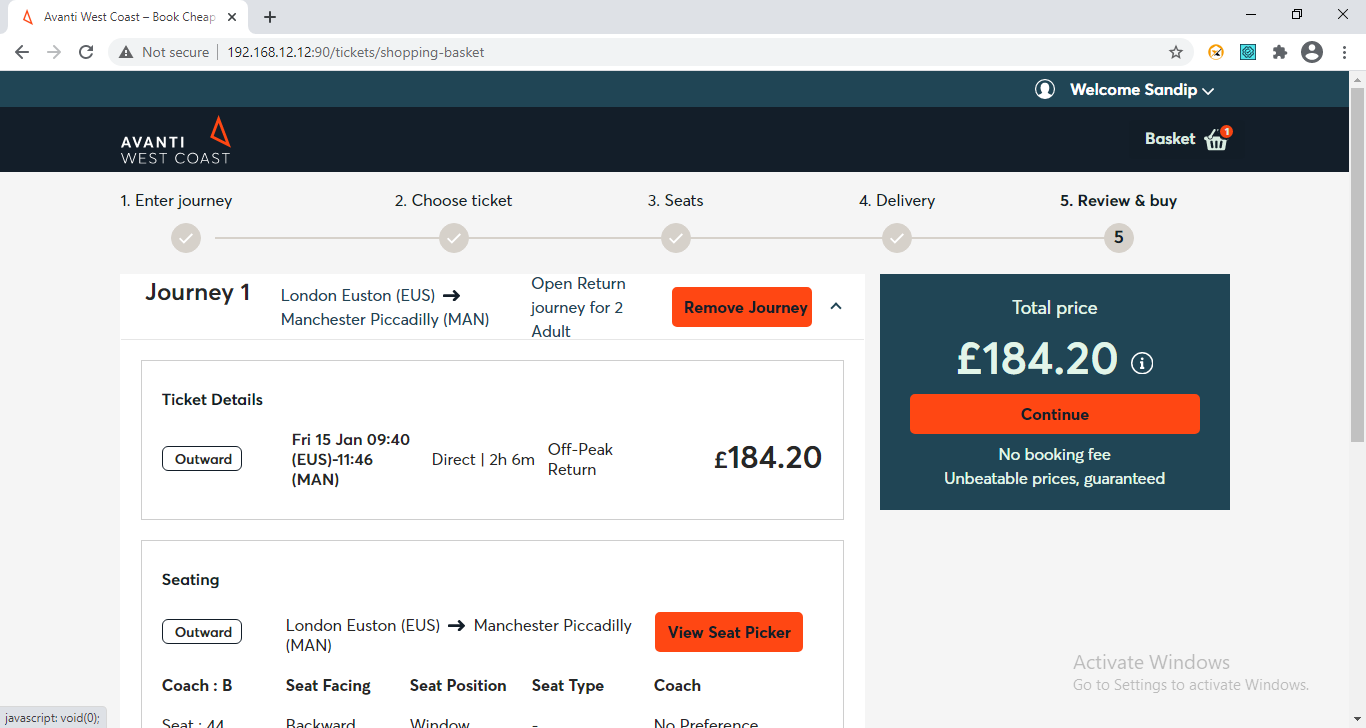 Avanti West Coast – Book Cheap
Not secure
192.168.12.12:90/tickets/shopping-basket
Welcome Sandip
AVANTI
WEST COAST
Basket
1
1. Enter journey
2. Choose ticket
3. Seats
4. Delivery
5. Review & buy
5
Journey 1
London Euston (EUS) ➔
Manchester Piccadilly (MAN)
Open Return
journey for 2
Adult
Remove Journey
Total price
£184.20
i
Continue
No booking fee
Unbeatable prices, guaranteed
Ticket Details
Outward
Fri 15 Jan 09:40
(EUS)-11:46
(MAN)
Direct | 2h 6m
Off-Peak
Return
£184.20
Seating
Outward
London Euston (EUS) ➔ Manchester Piccadilly
(MAN)
View Seat Picker
Coach : B
Seat Facing
Seat Position
Seat Type
Coach
Seat : 44
Backward
Window
-
No Preference
Activate Windows
Go to Settings to activate Windows.
javascript: void(0);